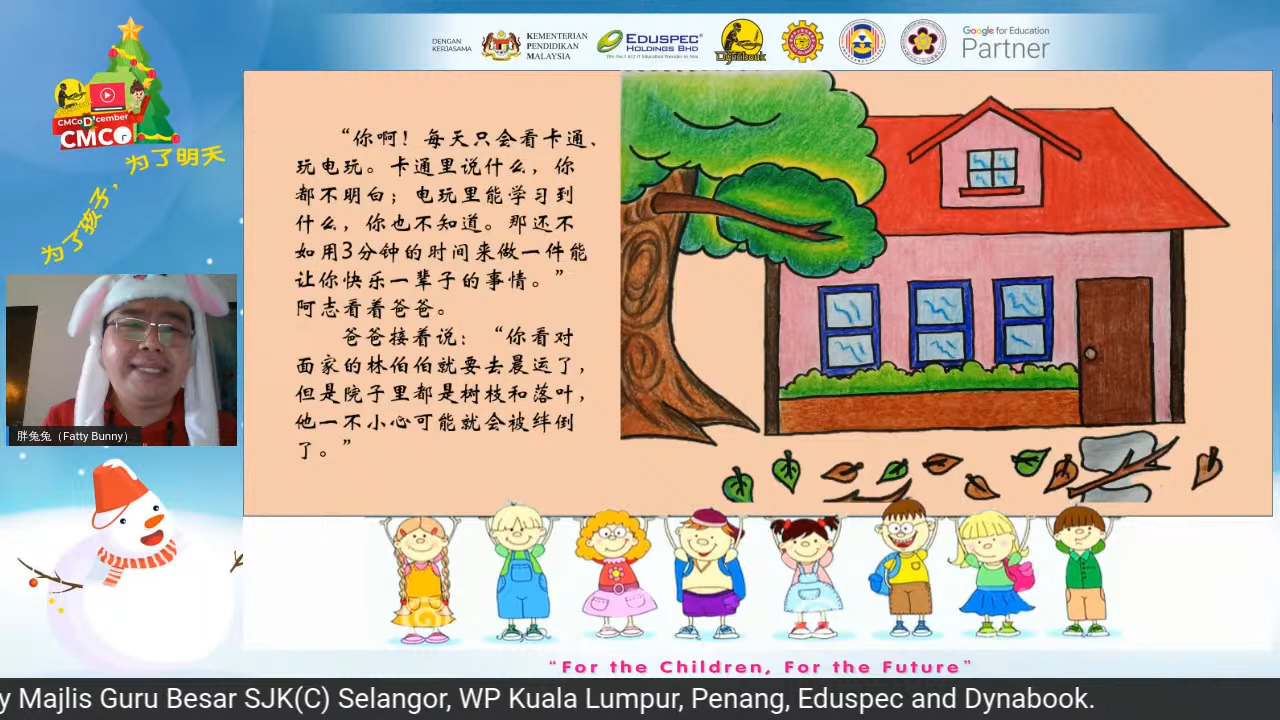 DENGAN
KERJASAMA
KEMENTERIAN
PENDIDIKAN
MALAYSIA
EDUSPEC
HOLDINGS BHD
Dynabook
Google for Education
Partner
CMCo D'cember
CMCO
为了孩子，为了明天
“你啊！每天只会看卡通、
玩电玩。卡通里说什么，你
都不明白；电玩里能学习到
什么，你也不知道。那还不
如用3分钟的时间来做一件能
让你快乐一辈子的事情。”
阿志看着爸爸。
爸爸接着说：“你看对
面家的林伯伯就要去晨运了，
但是院子里都是树枝和落叶，
他一不小心可能就会被绊倒
了。”
胖兔兔（Fatty Bunny）
“For the Children, For the Future”
y Majlis Guru Besar SJK(C) Selangor, WP Kuala Lumpur, Penang, Eduspec and Dynabook.